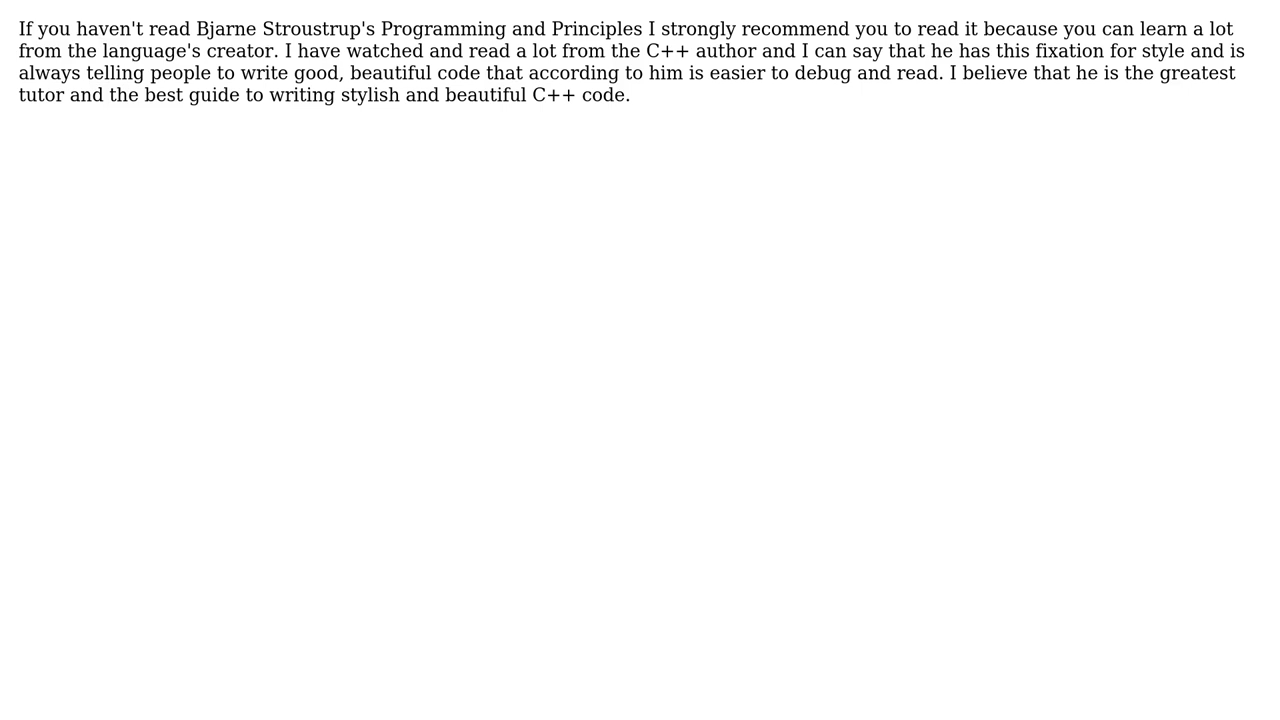 If you haven't read Bjarne Stroustrup's Programming and Principles I strongly recommend you to read it because you can learn a lot
from the language's creator. I have watched and read a lot from the C++ author and I can say that he has this fixation for style and is
always telling people to write good, beautiful code that according to him is easier to debug and read. I believe that he is the greatest
tutor and the best guide to writing stylish and beautiful C++ code.